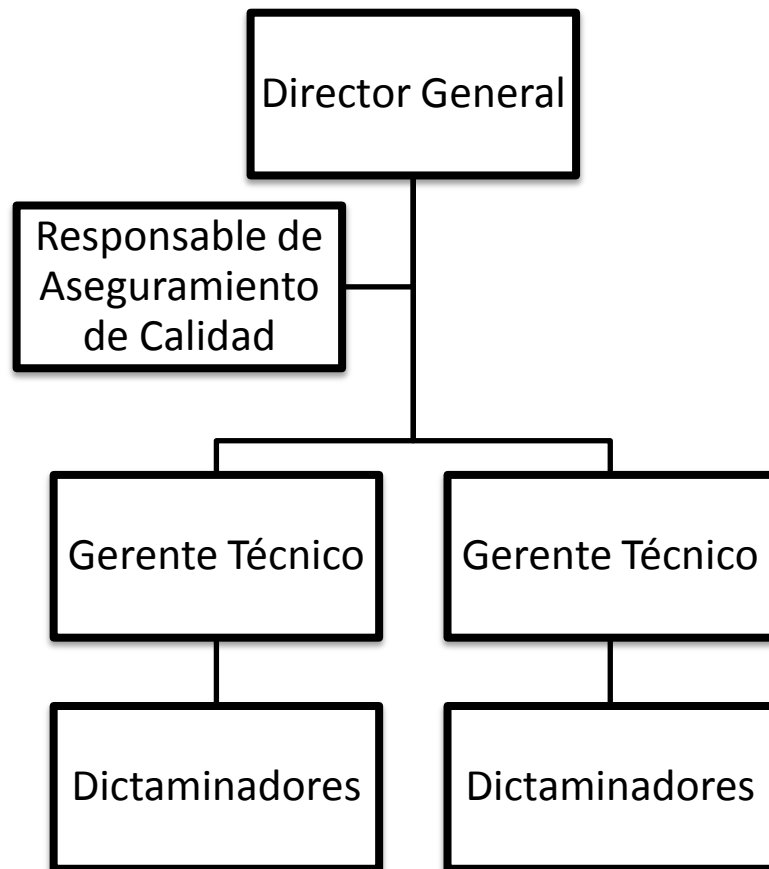 Director General
Responsable de
Aseguramiento
de Calidad
Gerente Técnico
Gerente Técnico
Dictaminadores
Dictaminadores